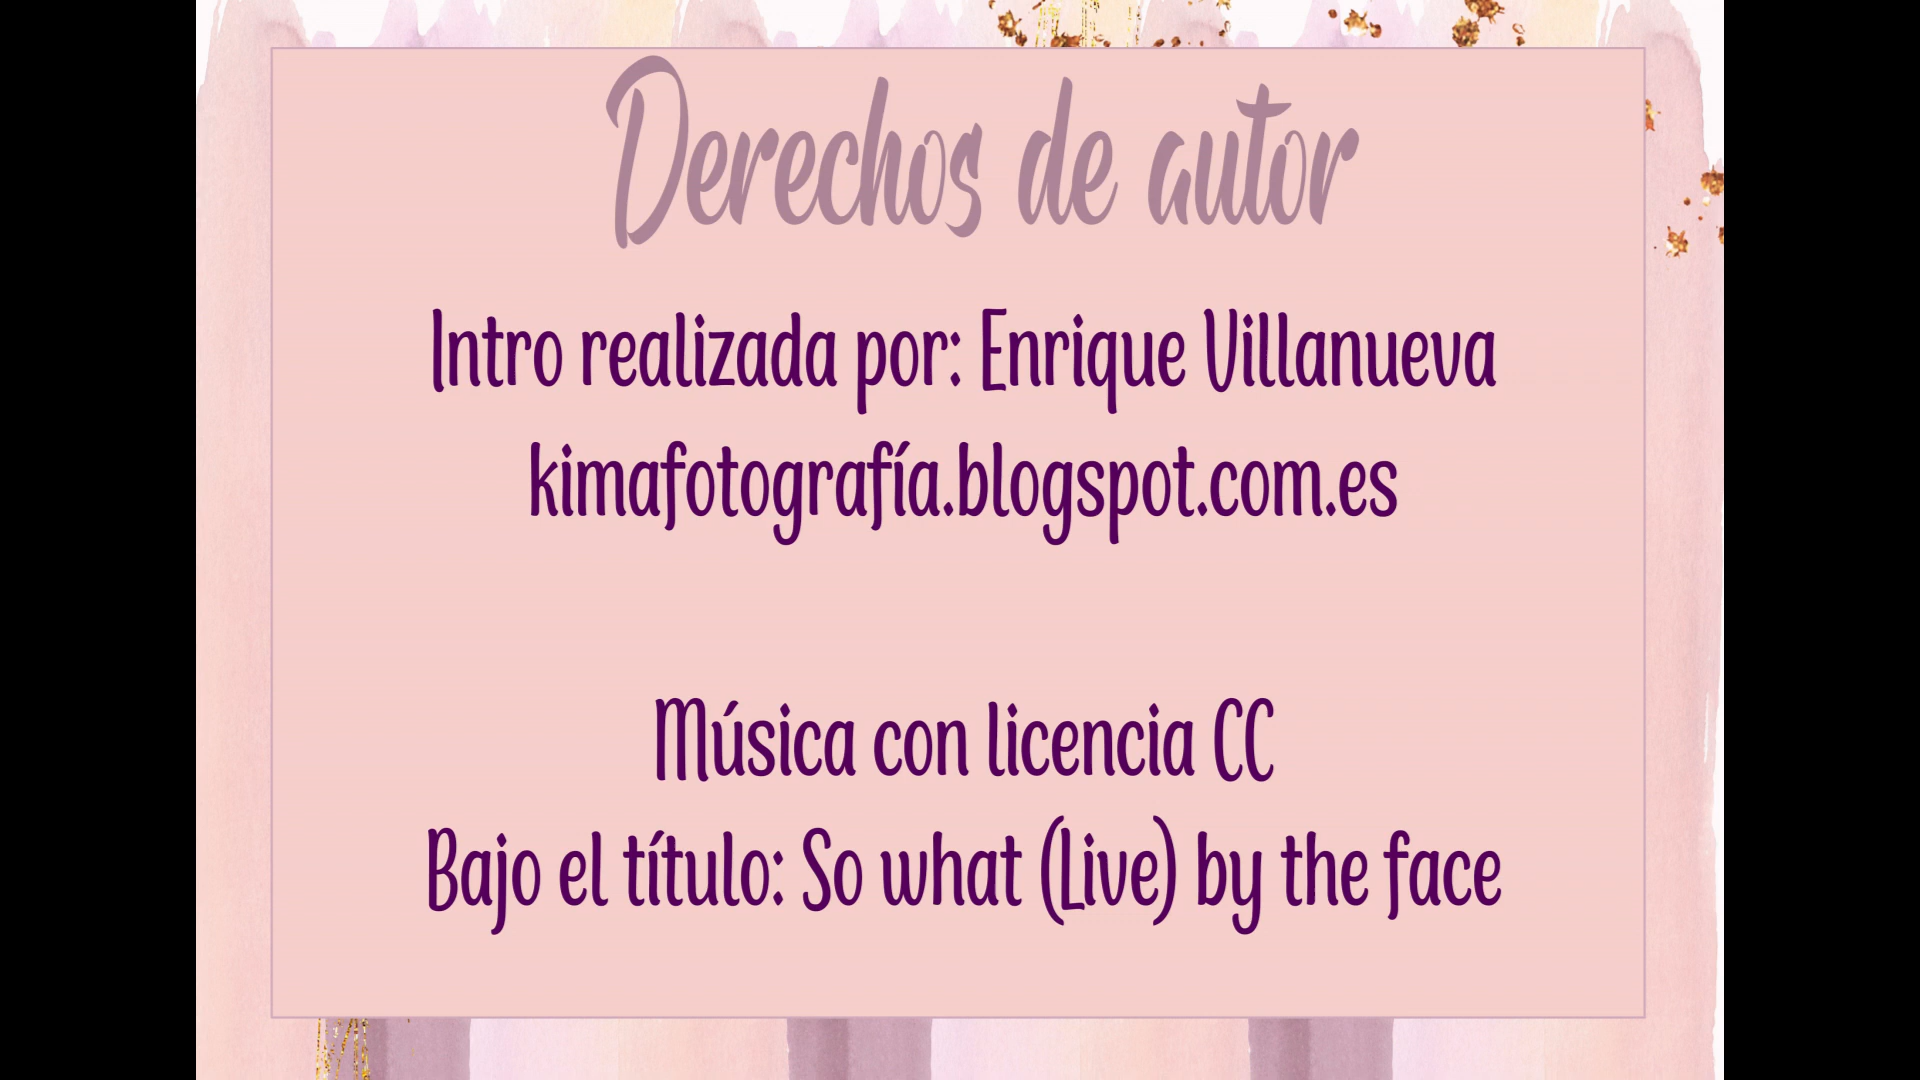 Derechos de autor
Intro realizada por: Enrique Villanueva
kimafotografía.blogspot.com.es
Música con licencia CC
Bajo el título: So what (Live) by the face